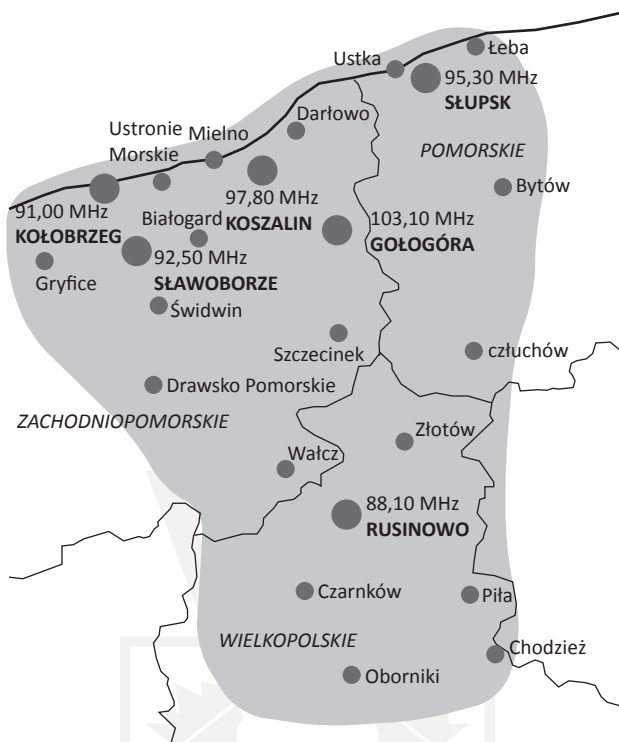 Łeba
Ustka
95,30 MHz
SŁUPSK
Darłowo
Ustronie
Morskie
Mielno
POMORSKIE
Bytów
97,80 MHz
KOSZALIN
91,00 MHz
KOŁOBRZEG
Białogard
103,10 MHz
GOŁOGÓRA
92,50 MHz
SŁAWOBORZE
Gryfice
Świdwin
Szczecinek
człuchów
Drawsko Pomorskie
ZACHODNIOPOMORSKIE
Złotów
Wałcz
88,10 MHz
RUSINOWO
Czarnków
Piła
WIELKOPOLSKIE
Chodzież
Oborniki